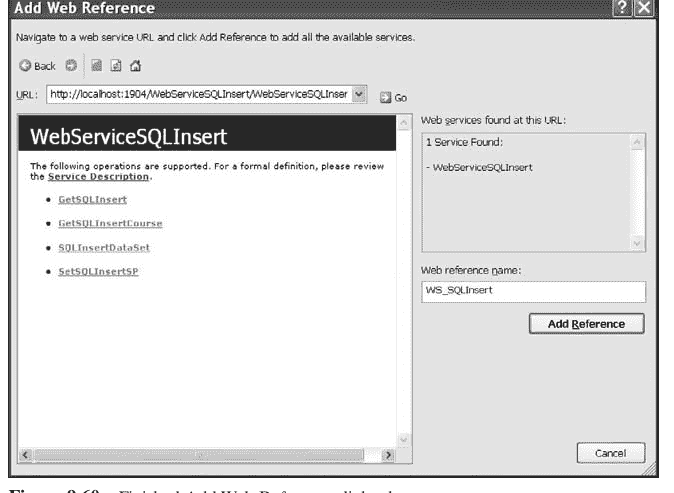 Add Web Reference
Navigate to a web service URL and click Add Reference to add all the available services.
Back
URL: http://localhost:1904/WebServiceSQLInsert/WebServiceSQLInser Go
WebServiceSQLInsert
The following operations are supported. For a formal definition, please review
the Service Description.
• GetSQLInsert
• GetSQLInsertCourse
• SQLInsertDataSet
• SetSQLInsertSP
Web services found at this URL:
1 Service Found:
- WebServiceSQLInsert
Web reference name:
WS_SQLInsert
Add Reference
Cancel